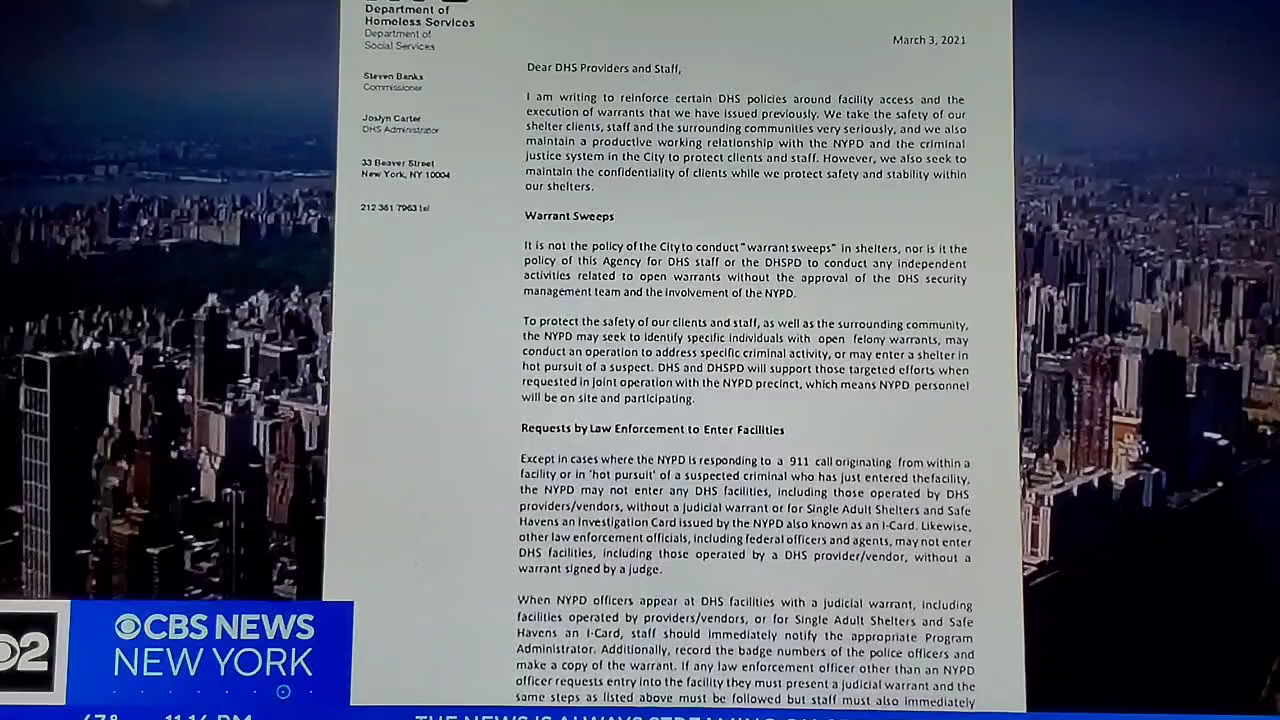 Department of
Homeless Services
Department of
Social Services
Steven Banks
Commissioner
Joslyn Carter
DHS Administrator
33 Beaver Street
New York, NY 10004
212 361 7963 tel
March 3, 2021
Dear DHS Providers and Staff,
I am writing to reinforce certain DHS policies around facility access and the
execution of warrants that we have issued previously. We take the safety of our
shelter clients, staff and the surrounding communities very seriously, and we also
maintain a productive working relationship with the NYPD and the criminal
justice system in the City to protect clients and staff. However, we also seek to
maintain the confidentiality of clients while we protect safety and stability within
our shelters.
Warrant Sweeps
It is not the policy of the City to conduct "warrant sweeps" in shelters, nor is it the
policy of this Agency for DHS staff or the DHSPD to conduct any independent
activities related to open warrants without the approval of the DHS security
management team and the involvement of the NYPD.
To protect the safety of our clients and staff, as well as the surrounding community,
the NYPD may seek to identify specific individuals with open felony warrants, may
conduct an operation to address specific criminal activity, or may enter a shelter in
hot pursuit of a suspect. DHS and DHSPD will support those targeted efforts when
requested in joint operation with the NYPD precinct, which means NYPD personnel
will be on site and participating.
Requests by Law Enforcement to Enter Facilities
Except in cases where the NYPD is responding to a 911 call originating from within a
facility or in 'hot pursuit' of a suspected criminal who has just entered thefacility,
the NYPD may not enter any DHS facilities, including those operated by DHS
providers/vendors, without a judicial warrant or for Single Adult Shelters and Safe
Havens an Investigation Card issued by the NYPD also known as an I-Card. Likewise,
other law enforcement officials, including federal officers and agents, may not enter
DHS facilities, including those operated by a DHS provider/vendor, without a
warrant signed by a judge.
When NYPD officers appear at DHS facilities with a judicial warrant, including
facilities operated by providers/vendors, or for Single Adult Shelters and Safe
Havens an I-Card, staff should immediately notify the appropriate Program
Administrator. Additionally, record the badge numbers of the police officers and
make a copy of the warrant. If any law enforcement officer other than an NYPD
officer requests entry into the facility they must present a judicial warrant and the
same steps as listed above must be followed but staff must also immediately
2
CBS NEWS
NEW YORK
67° 11:14 PM
THE NEWS IS ALWAYS STREAMING ON